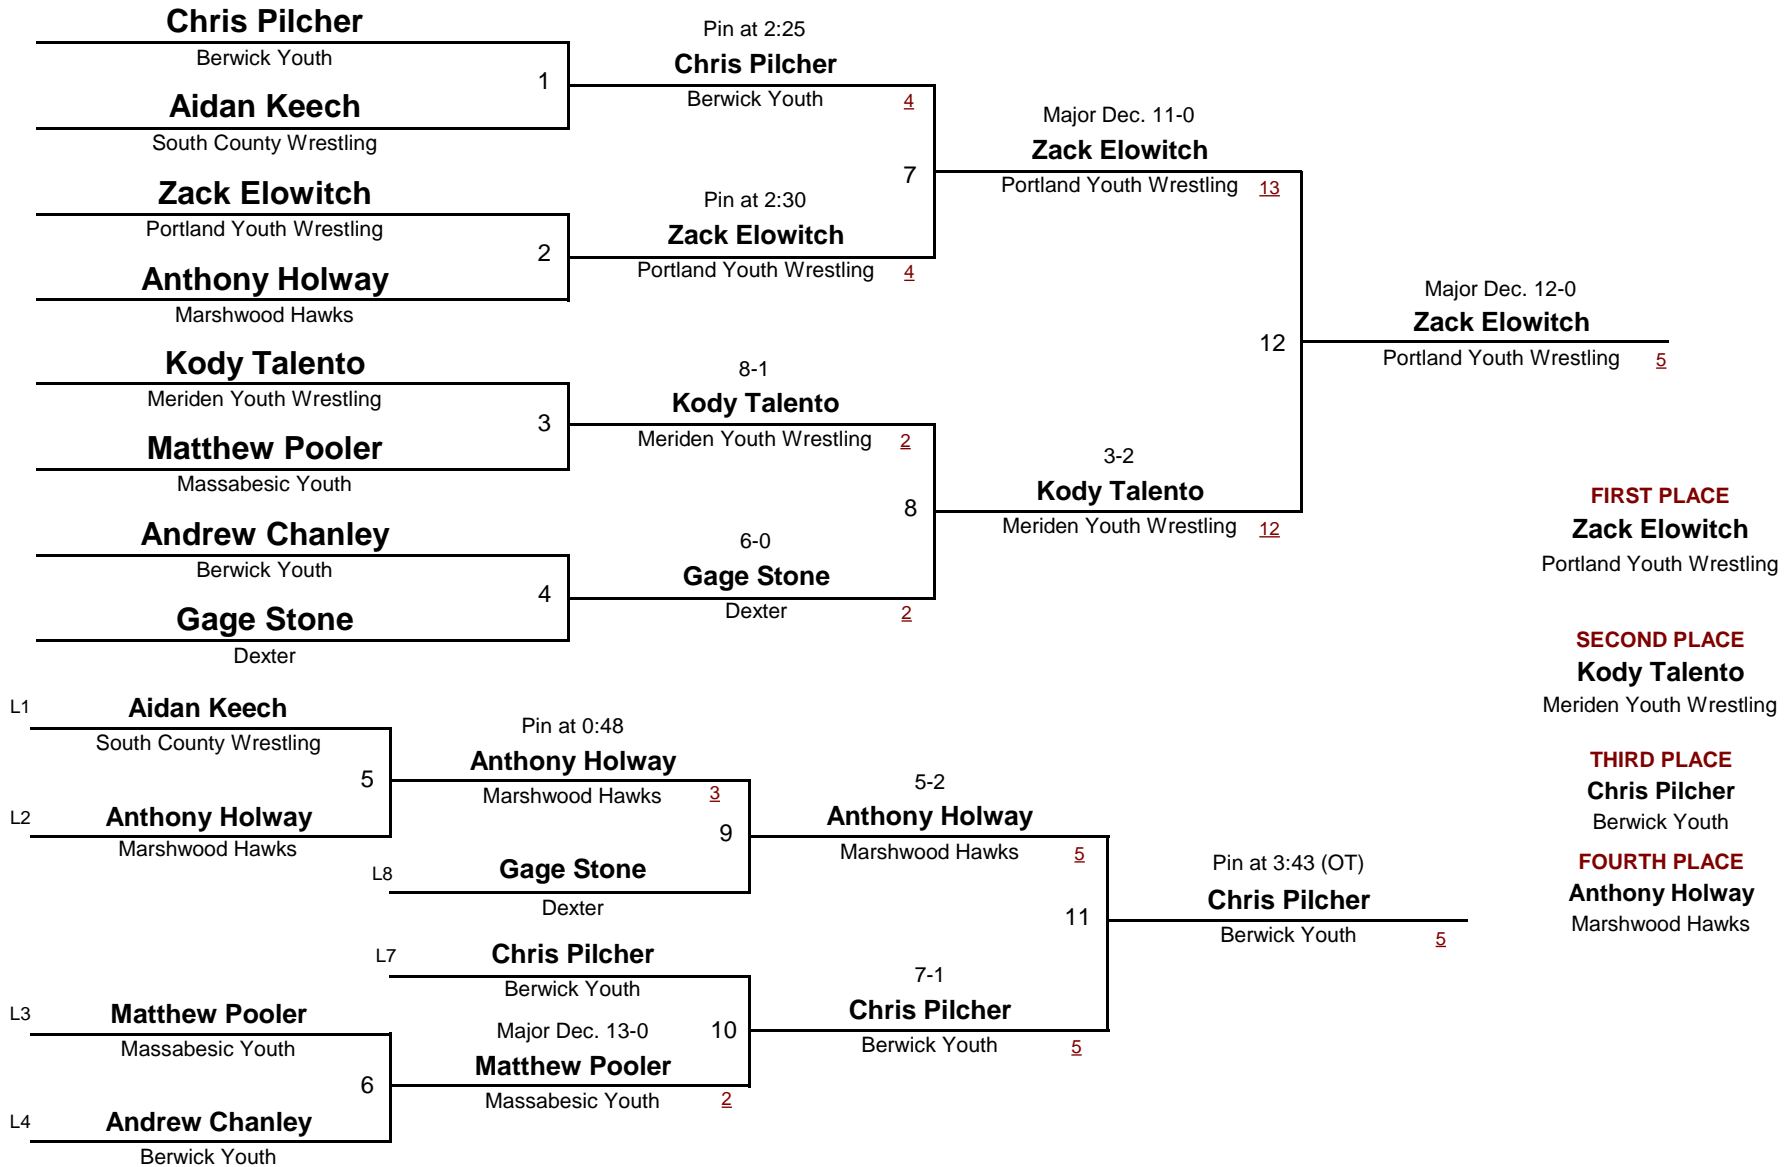 Chris Pilcher
Berwick Youth
1
Aidan Keech
South County Wrestling
Pin at 2:25
Chris Pilcher
Berwick Youth
4
Zack Elowitch
Portland Youth Wrestling
2
Anthony Holway
Marshwood Hawks
Pin at 2:30
Zack Elowitch
Portland Youth Wrestling
4
7
Major Dec. 11-0
Zack Elowitch
Portland Youth Wrestling
13
Kody Talento
Meriden Youth Wrestling
3
Matthew Pooler
Massabesic Youth
8-1
Kody Talento
Meriden Youth Wrestling
2
Andrew Chanley
Berwick Youth
4
Gage Stone
Dexter
6-0
Gage Stone
Dexter
2
8
3-2
Kody Talento
Meriden Youth Wrestling
12
12
Major Dec. 12-0
Zack Elowitch
Portland Youth Wrestling
5
FIRST PLACE
Zack Elowitch
Portland Youth Wrestling
SECOND PLACE
Kody Talento
Meriden Youth Wrestling
THIRD PLACE
Chris Pilcher
Berwick Youth
FOURTH PLACE
Anthony Holway
Marshwood Hawks
L1
Aidan Keech
South County Wrestling
5
L2
Anthony Holway
Marshwood Hawks
Pin at 0:48
Anthony Holway
Marshwood Hawks
3
9
L8
Gage Stone
Dexter
5-2
Anthony Holway
Marshwood Hawks
5
L7
Chris Pilcher
Berwick Youth
L3
Matthew Pooler
Massabesic Youth
6
L4
Andrew Chanley
Berwick Youth
Major Dec. 13-0
10
Matthew Pooler
Massabesic Youth
2
7-1
Chris Pilcher
Berwick Youth
5
11
Pin at 3:43 (OT)
Chris Pilcher
Berwick Youth
5